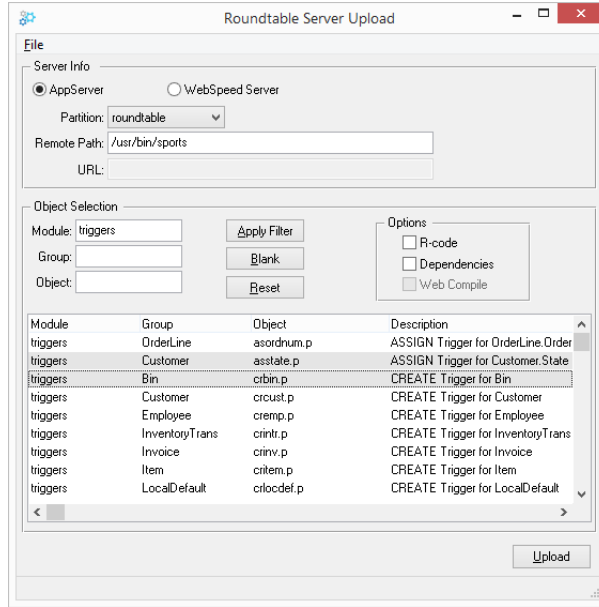 Roundtable Server Upload
File
Server Info
AppServer WebSpeed Server
Partition: roundtable
Remote Path: /usr/bin/sports
URL:
Object Selection
Module: triggers Apply Filter
Group: Blank
Object: Reset
Options
R-code
Dependencies
Web Compile
Module Group Object Description
triggers OrderLine asordnum.p ASSIGN Trigger for OrderLine.Order
triggers Customer asstate.p ASSIGN Trigger for Customer.State
triggers Bin crbin.p CREATE Trigger for Bin
triggers Customer crcust.p CREATE Trigger for Customer
triggers Employee cremp.p CREATE Trigger for Employee
triggers InventoryTrans crintr.p CREATE Trigger for InventoryTrans
triggers Invoice crinv.p CREATE Trigger for Invoice
triggers Item critem.p CREATE Trigger for Item
triggers LocalDefault crlocdef.p CREATE Trigger for LocalDefault
Upload